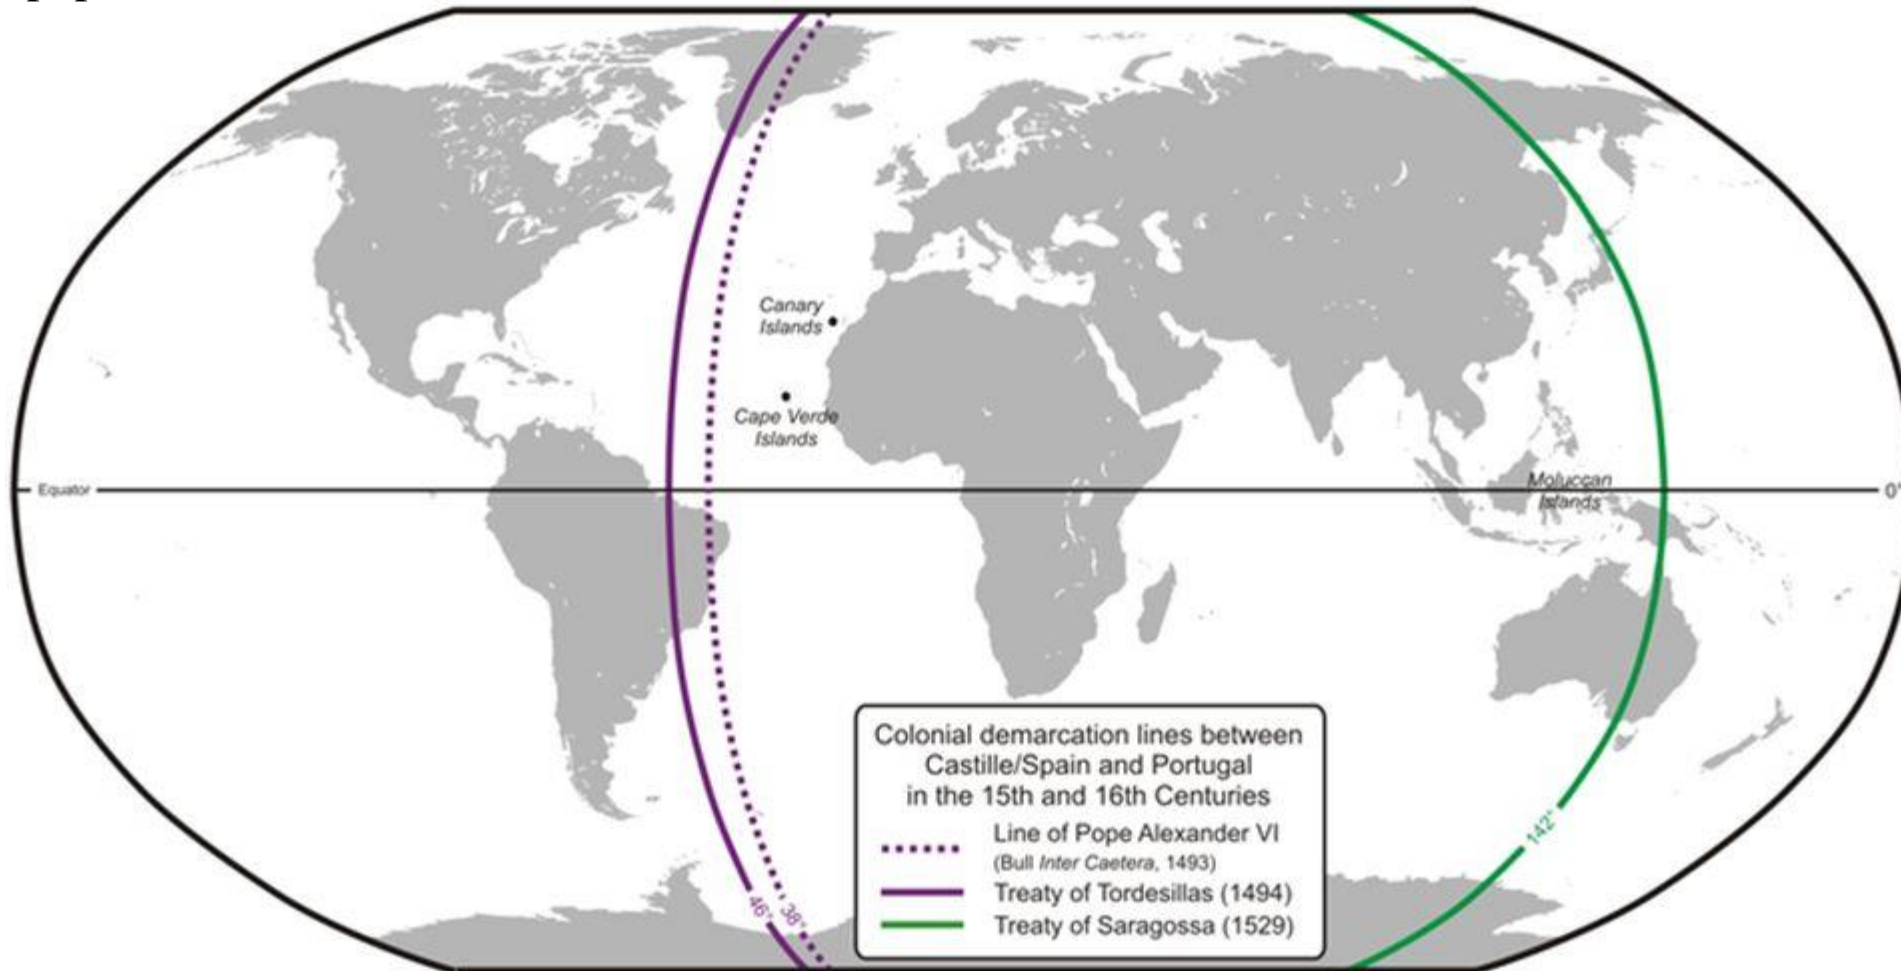 Canary
Islands
Cape Verde
Islands
Equator
Moluccan
Islands
0°
Colonial demarcation lines between
Castille/Spain and Portugal
in the 15th and 16th Centuries
Line of Pope Alexander VI
(Bull Inter Caetera, 1493)
Treaty of Tordesillas (1494)
Treaty of Saragossa (1529)
142°
46°
38°